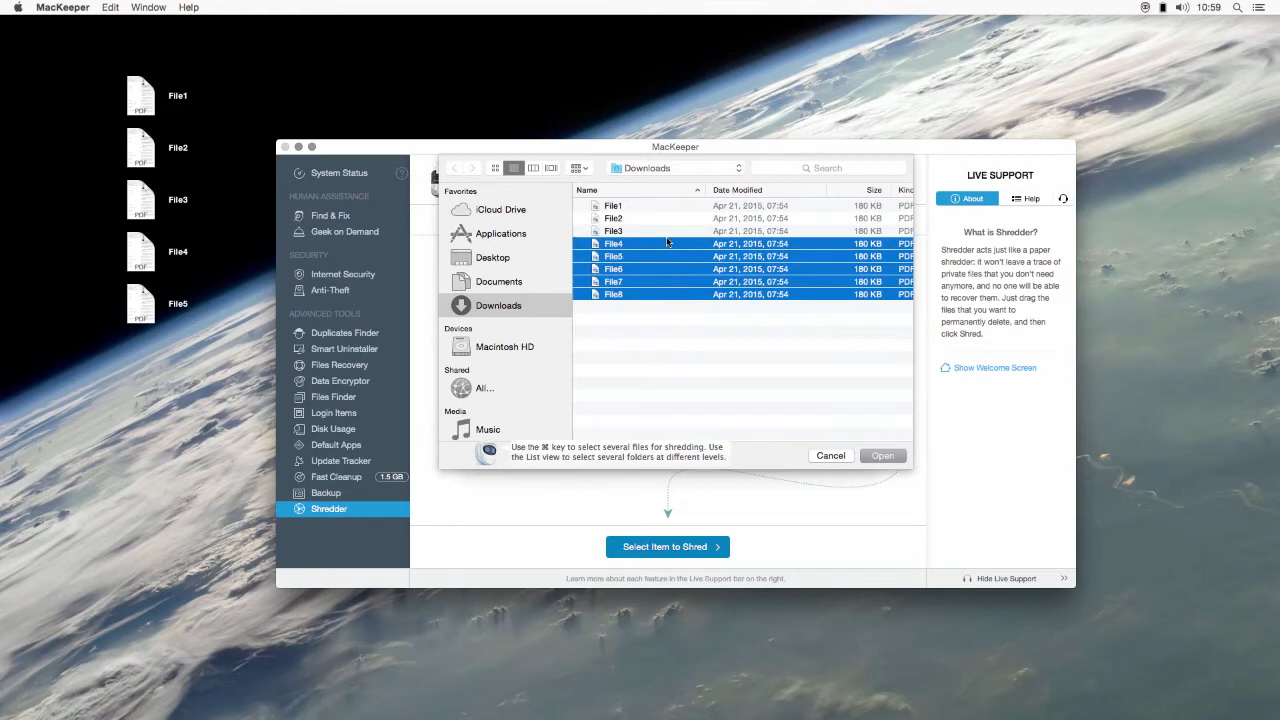 MacKeeper Edit Window Help 10:59
File1
File2
File3
File4
File5
MacKeeper
System Status ?
HUMAN ASSISTANCE
Find & Fix
Geek on Demand
SECURITY
Internet Security
Anti-Theft
ADVANCED TOOLS
Duplicates Finder
Smart Uninstaller
Files Recovery
Data Encryptor
Files Finder
Login Items
Disk Usage
Default Apps
Update Tracker
Fast Cleanup 1.5 GB
Backup
Shredder
Downloads Search
Favorites
iCloud Drive
Applications
Desktop
Documents
Downloads
Devices
Macintosh HD
Shared
All...
Media
Music
Name Date Modified Size Kind
File1 Apr 21, 2015, 07:54 180 KB PDF
File2 Apr 21, 2015, 07:54 180 KB PDF
File3 Apr 21, 2015, 07:54 180 KB PDF
File4 Apr 21, 2015, 07:54 180 KB PDF
File5 Apr 21, 2015, 07:54 180 KB PDF
File6 Apr 21, 2015, 07:54 180 KB PDF
File7 Apr 21, 2015, 07:54 180 KB PDF
File8 Apr 21, 2015, 07:54 180 KB PDF
Use the ⌘ key to select several files for shredding. Use
the List view to select several folders at different levels.
Cancel Open
Select Item to Shred
Learn more about each feature in the Live Support bar on the right.
LIVE SUPPORT
About Help
What is Shredder?
Shredder acts just like a paper
shredder: it won't leave a trace of
private files that you don't need
anymore, and no one will be able
to recover them. Just drag the
files that you want to
permanently delete, and then
click Shred.
Show Welcome Screen
Hide Live Support